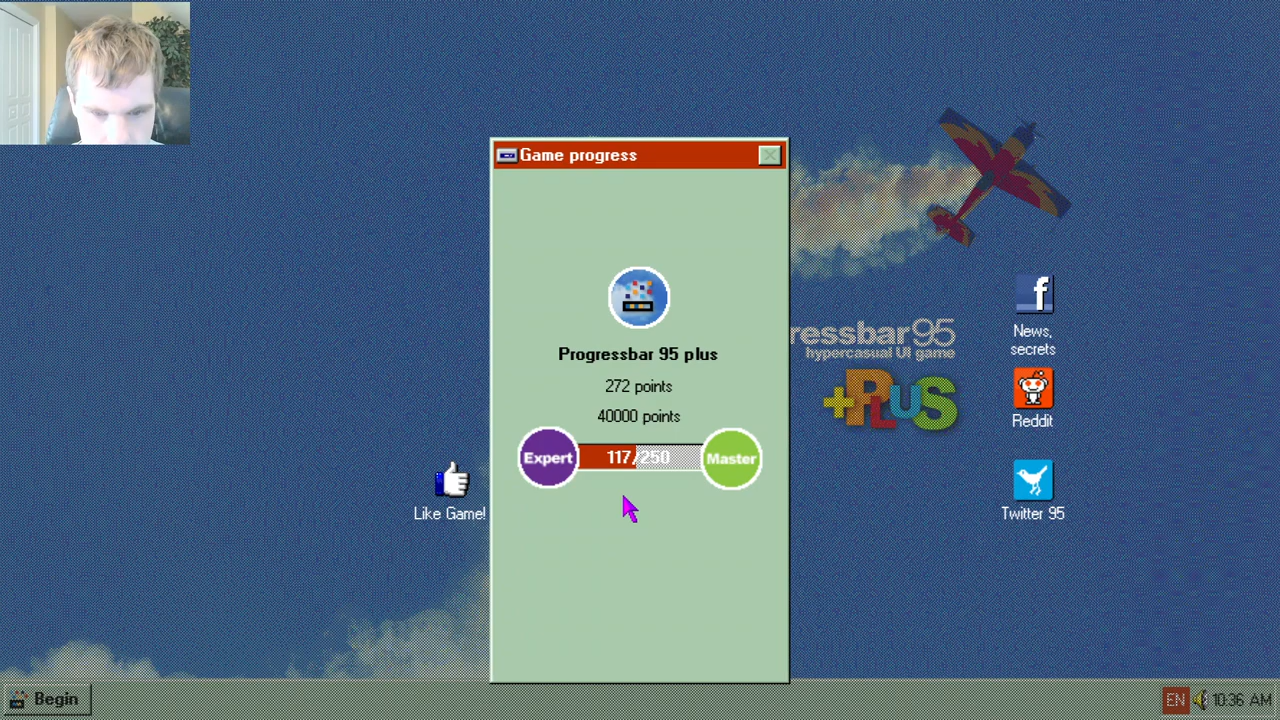 Game progress
Progressbar 95 plus
272 points
40000 points
Expert
117/250
Master
ressbar95
hypercasual UI game
+PLUS
f
News,
secrets
Reddit
Twitter 95
Like Game!
Begin
EN
10:36 AM